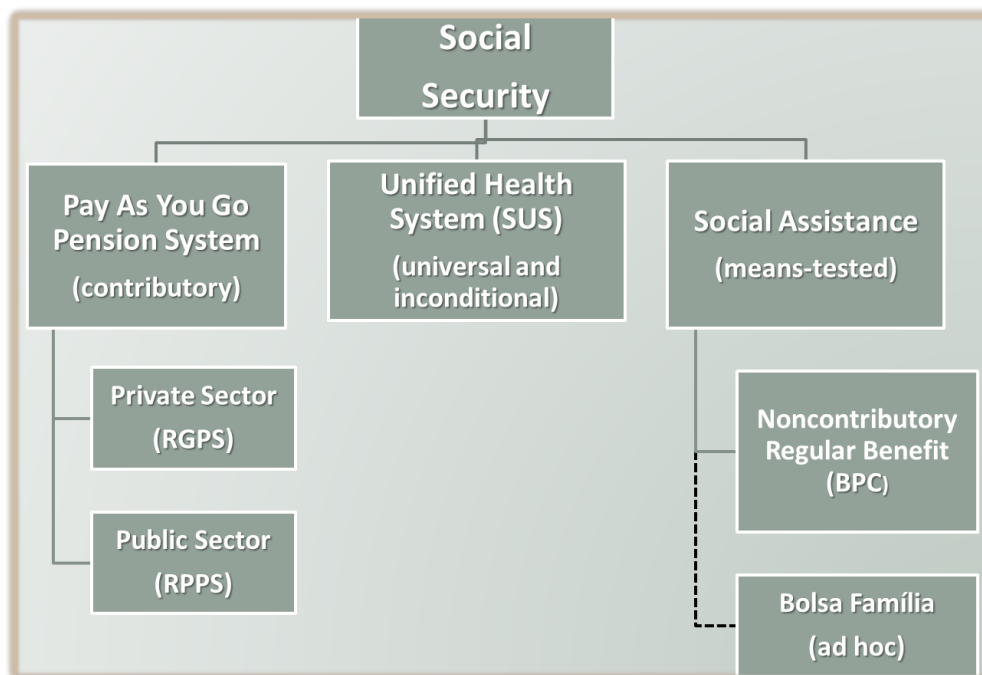 Social
Security
Pay As You Go
Pension System
(contributory)
Unified Health
System (SUS)
(universal and
inconditional)
Social Assistance
(means-tested)
Private Sector
(RGPS)
Public Sector
(RPPS)
Noncontributory
Regular Benefit
(BPC)
Bolsa Família
(ad hoc)